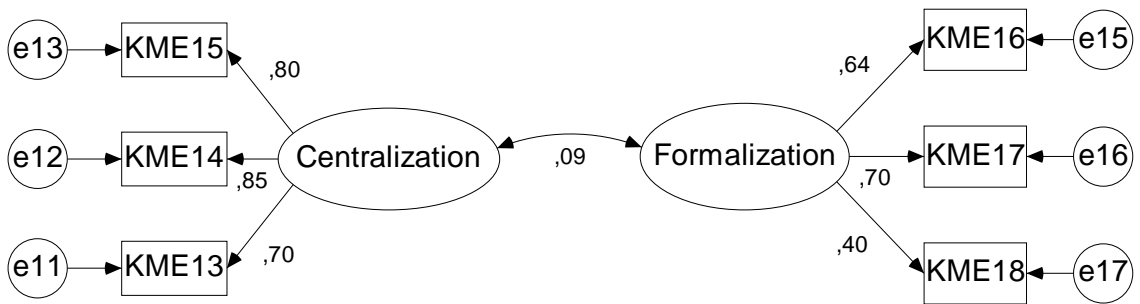 e13
KME15
,80
e12
KME14
,85
Centralization
e11
KME13
,70
,09
Formalization
,64
KME16
e15
,70
KME17
e16
,40
KME18
e17